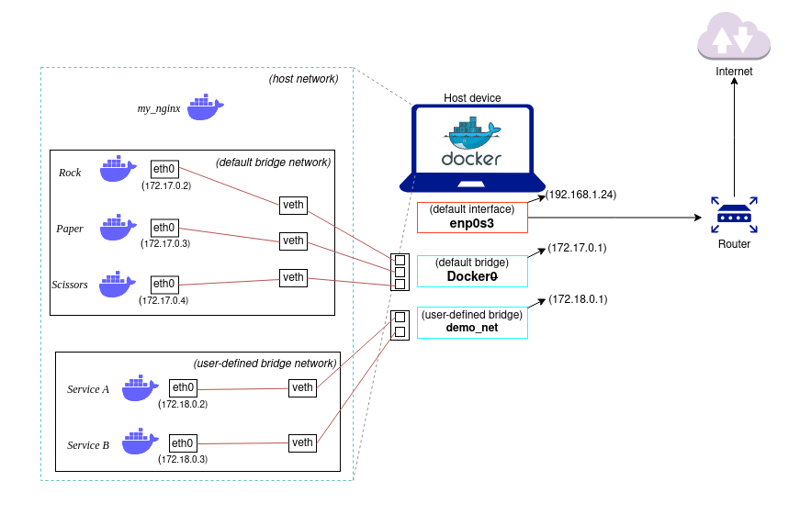 Internet
(host network)
my_nginx
Host device
docker
(default bridge network)
Rock
eth0
(172.17.0.2)
veth
Paper
eth0
(172.17.0.3)
veth
Scissors
eth0
(172.17.0.4)
veth
(default interface)
enp0s3
(192.168.1.24)
Router
(default bridge)
Docker0
(172.17.0.1)
(user-defined bridge)
demo_net
(172.18.0.1)
(user-defined bridge network)
Service A
eth0
(172.18.0.2)
veth
Service B
eth0
(172.18.0.3)
veth